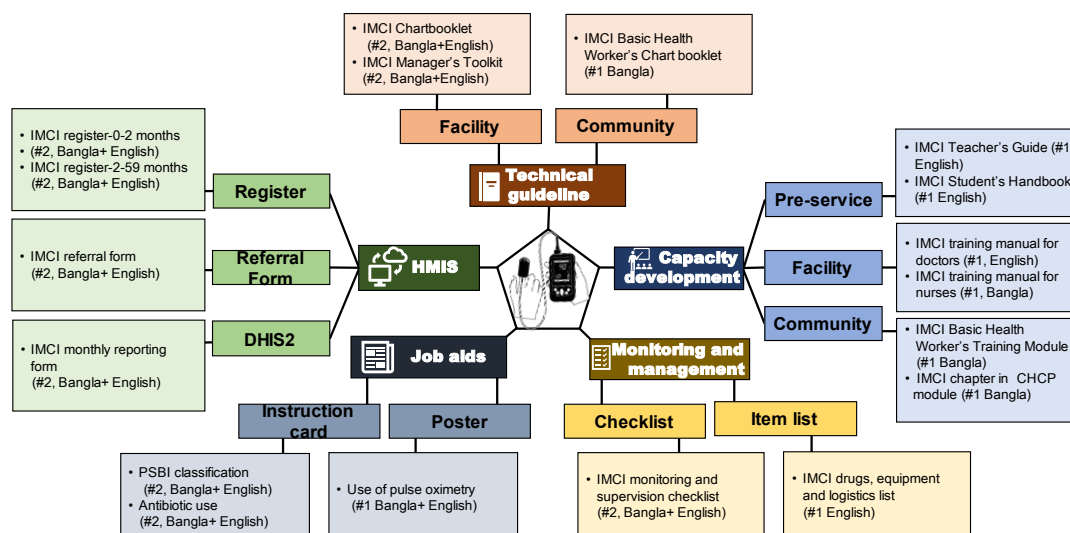 • IMCI Chartbooklet
(#2, Bangla+English)
• IMCI Manager's Toolkit
(#2, Bangla+English)
• IMCI Basic Health
Worker's Chart booklet
(#1 Bangla)
Facility
Community
Technical
guideline
• IMCI register-0-2 months
• (#2, Bangla+ English)
• IMCI register-2-59 months
(#2, Bangla+ English)
Register
• IMCI referral form
(#2, Bangla+ English)
Referral
Form
• IMCI monthly reporting
form
(#2, Bangla+ English)
DHIS2
HMIS
Capacity
development
Pre-service
• IMCI Teacher's Guide (#1
English)
• IMCI Student's Handbook
(#1 English)
Facility
• IMCI training manual for
doctors (#1, English)
• IMCI training manual for
nurses (#1, Bangla)
Community
• IMCI Basic Health
Worker's Training Module
(#1 Bangla)
• IMCI chapter in CHCP
module (#1 Bangla)
Job aids
Instruction
card
Poster
• PSBI classification
(#2, Bangla+ English)
• Antibiotic use
(#2, Bangla+ English)
• Use of pulse oximetry
(#1 Bangla+ English)
Monitoring and
management
Checklist
Item list
• IMCI monitoring and
supervision checklist
(#2, Bangla+ English)
• IMCI drugs, equipment
and logistics list
(#1 English)